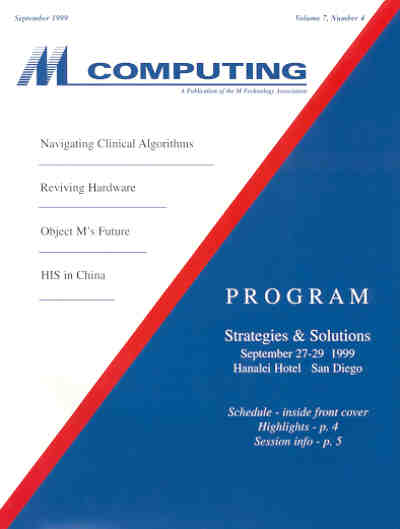 September 1999
Volume 7, Number 4
M COMPUTING
A Publication of the M Technology Association
Navigating Clinical Algorithms
Reviving Hardware
Object M's Future
HIS in China
PROGRAM
Strategies & Solutions
September 27-29 1999
Hanalei Hotel San Diego
Schedule - inside front cover
Highlights - p. 4
Session info - p. 5